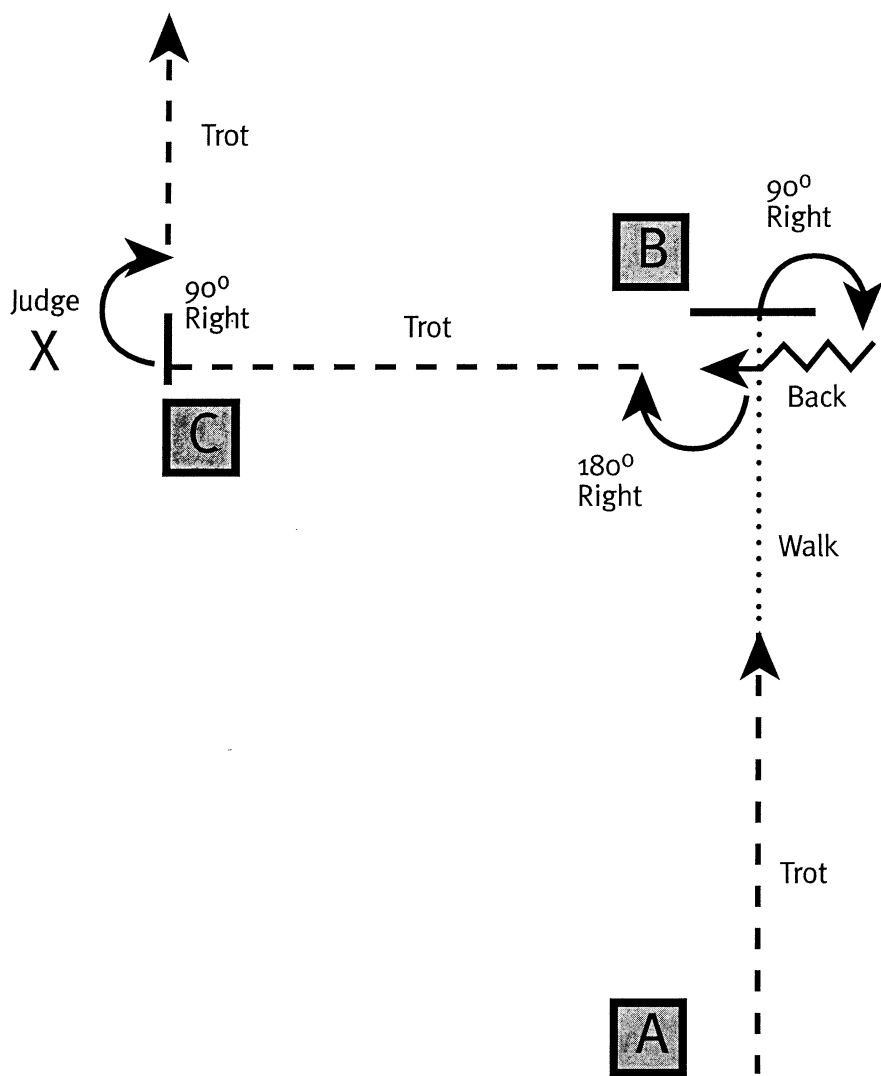 Trot
90⁰
Right
B
Judge
X
90⁰
Right
Trot
Back
C
180⁰
Right
Walk
Trot
A